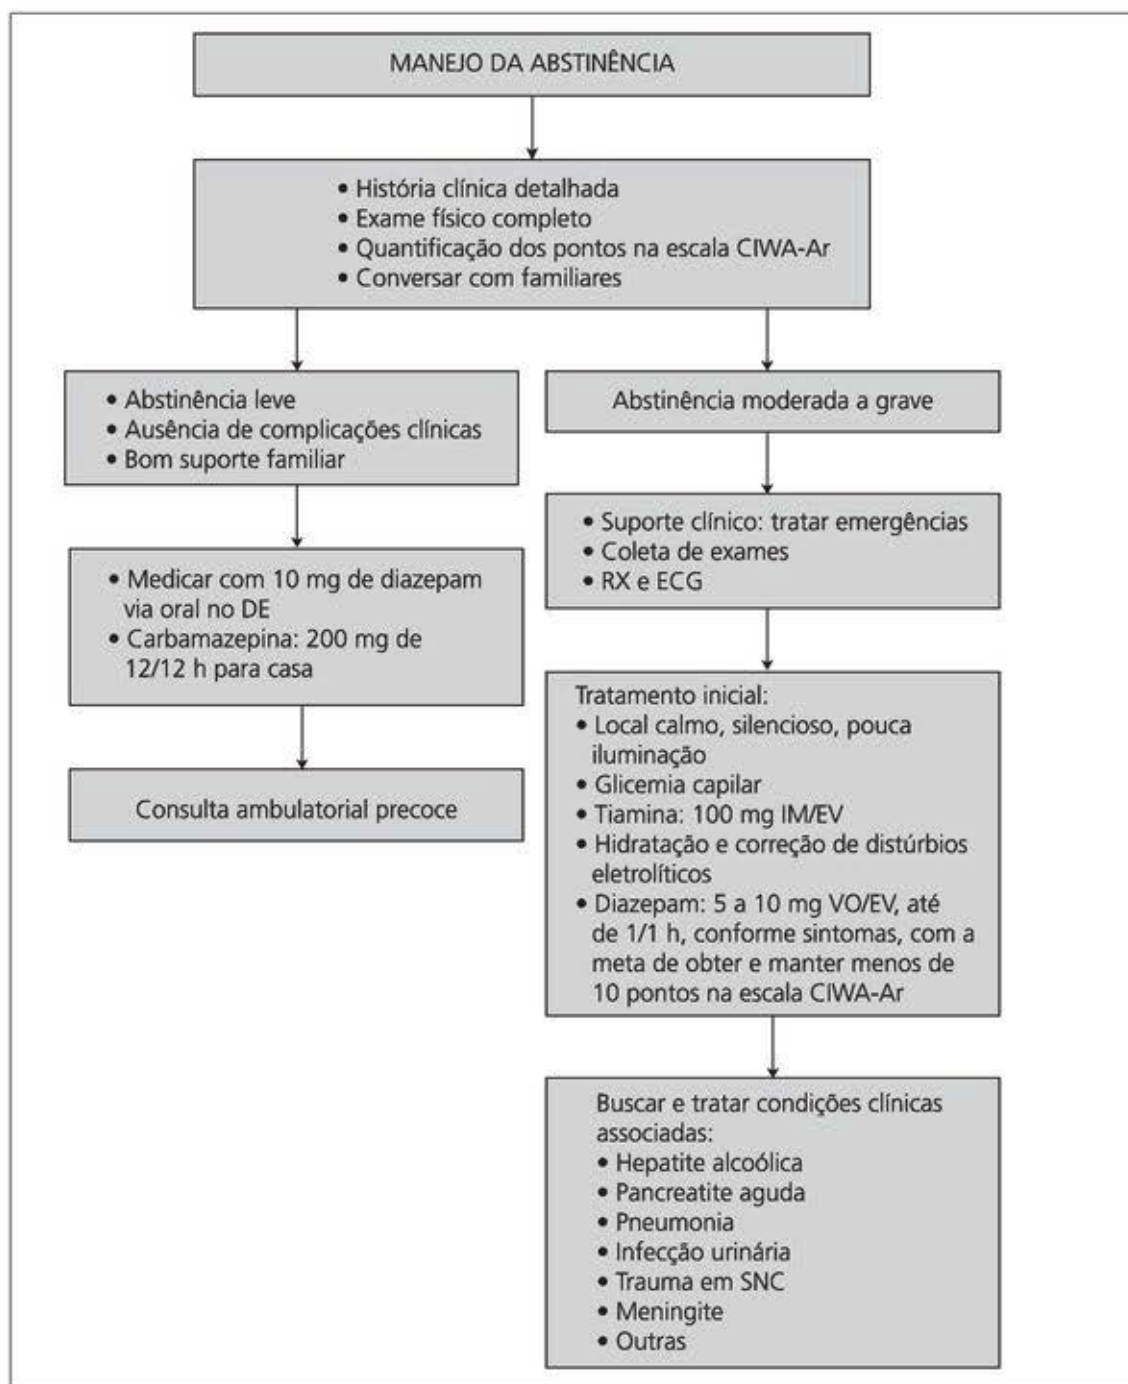 MANEJO DA ABSTINÊNCIA
• História clínica detalhada
• Exame físico completo
• Quantificação dos pontos na escala CIWA-Ar
• Conversar com familiares
• Abstinência leve
• Ausência de complicações clínicas
• Bom suporte familiar
• Medicar com 10 mg de diazepam
via oral no DE
• Carbamazepina: 200 mg de
12/12 h para casa
Consulta ambulatorial precoce
Abstinência moderada a grave
• Suporte clínico: tratar emergências
• Coleta de exames
• RX e ECG
Tratamento inicial:
• Local calmo, silencioso, pouca
iluminação
• Glicemia capilar
• Tiamina: 100 mg IM/EV
• Hidratação e correção de distúrbios
eletrolíticos
• Diazepam: 5 a 10 mg VO/EV, até
de 1/1 h, conforme sintomas, com a
meta de obter e manter menos de
10 pontos na escala CIWA-Ar
Buscar e tratar condições clínicas
associadas:
• Hepatite alcoólica
• Pancreatite aguda
• Pneumonia
• Infecção urinária
• Trauma em SNC
• Meningite
• Outras